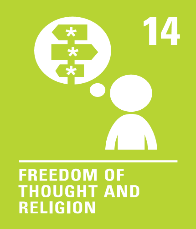 14
FREEDOM OF
THOUGHT AND
RELIGION